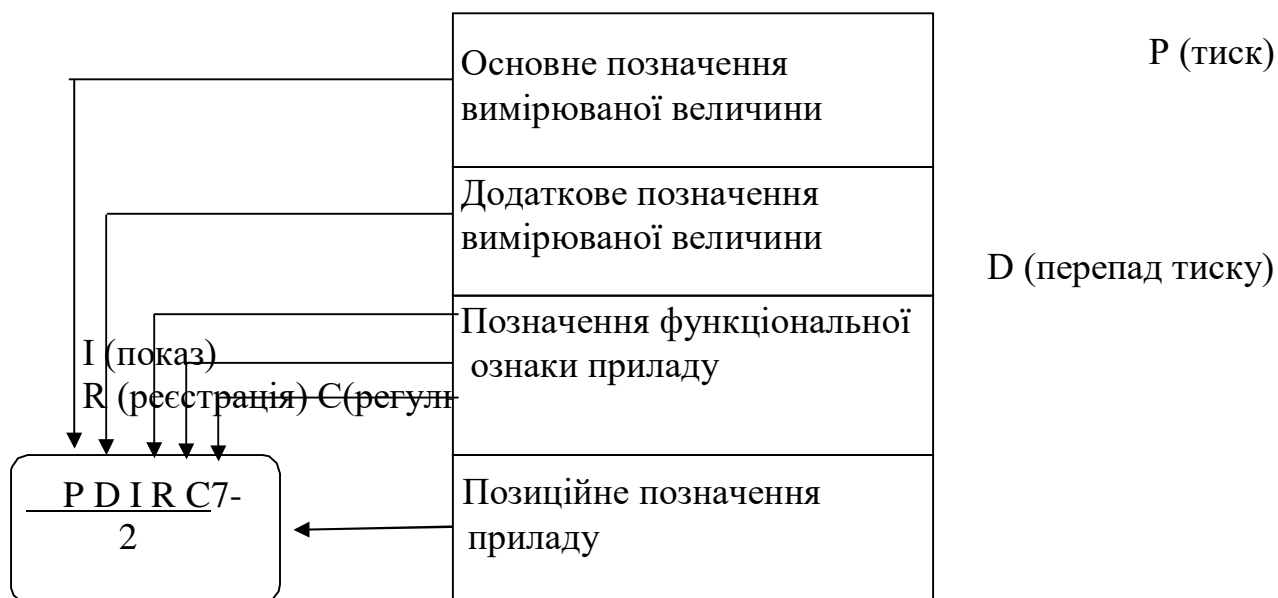 Основне позначення
вимірюваної величини
P (тиск)
Додаткове позначення
вимірюваної величини
D (перепад тиску)
Позначення функціональної
ознаки приладу
I (показ)
R (реєстрація) C(регулю
P D I R C7-
2
Позиційне позначення
приладу